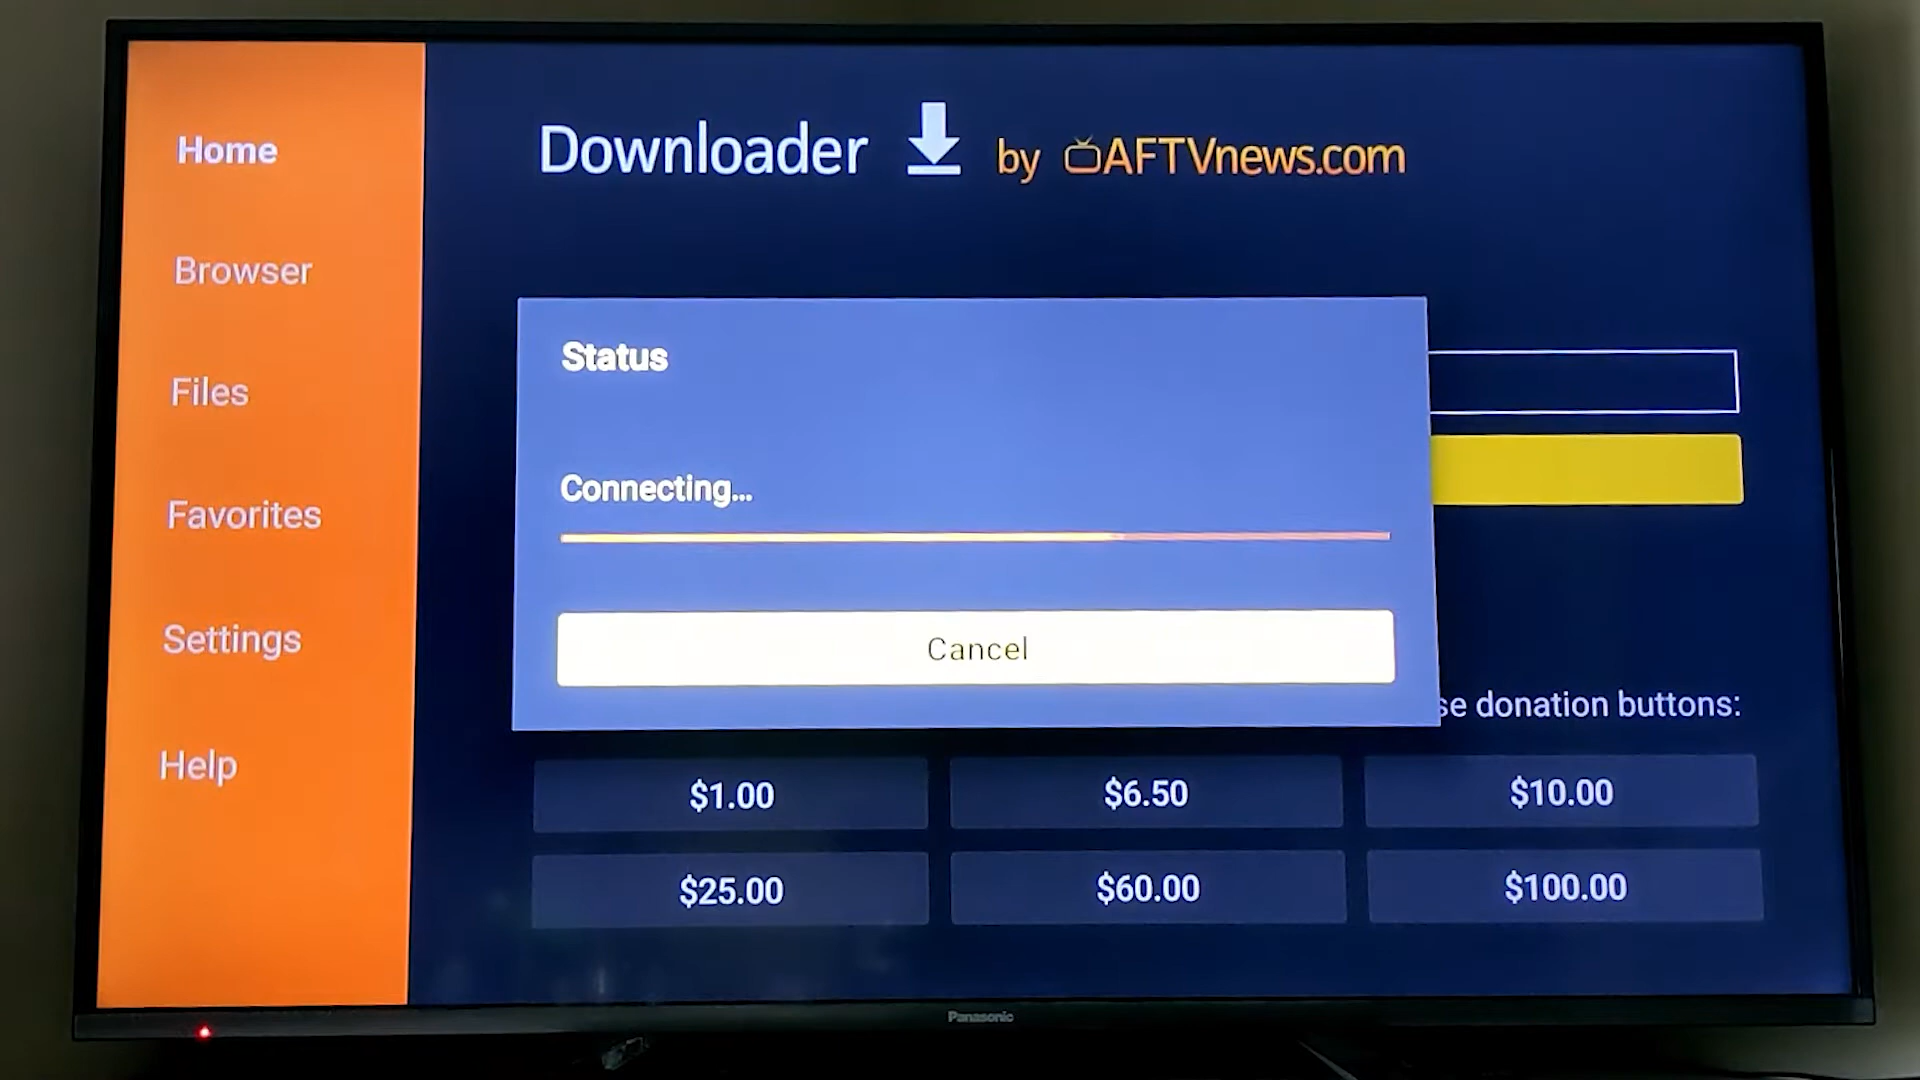 Home
Browser
Files
Favorites
Settings
Help
Downloader by AFTVnews.com
Status
Connecting...
Cancel
se donation buttons:
$1.00
$6.50
$10.00
$25.00
$60.00
$100.00
Panasonic